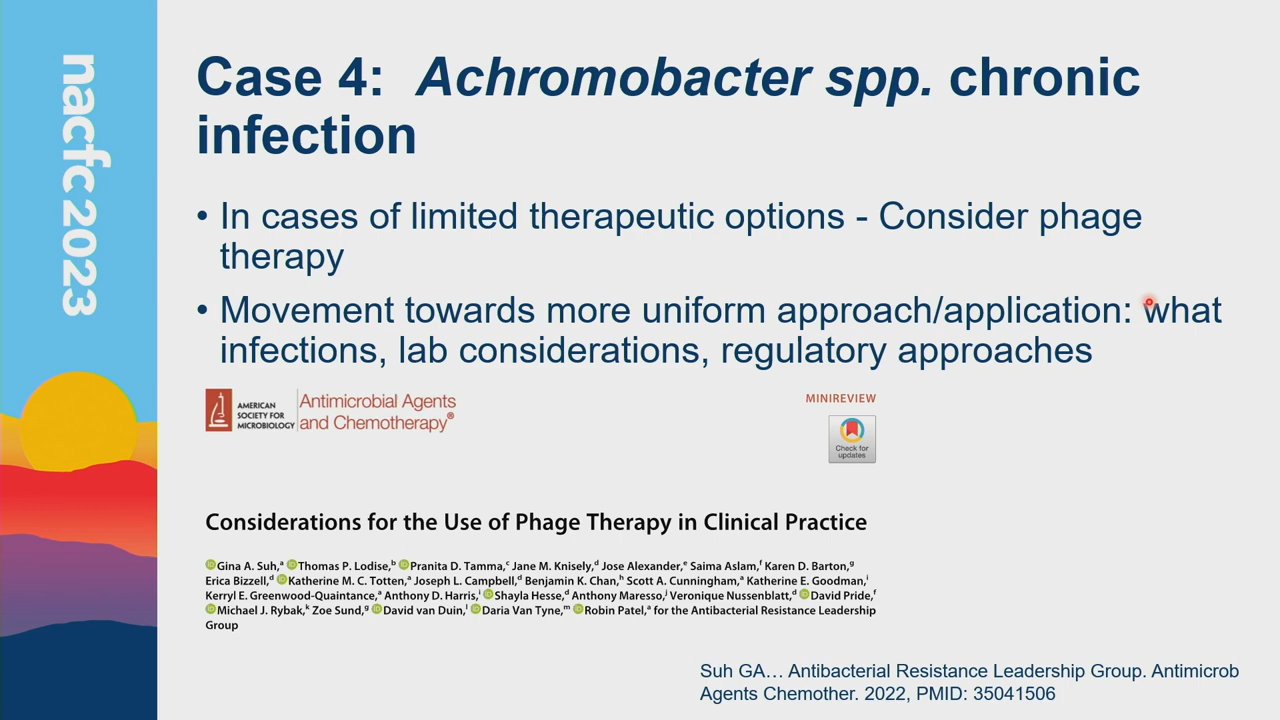 nacfc 2023
Case 4: Achromobacter spp. chronic
infection
• In cases of limited therapeutic options - Consider phage
therapy
• Movement towards more uniform approach/application: what
infections, lab considerations, regulatory approaches
AMERICAN
SOCIETY FOR
MICROBIOLOGY
Antimicrobial Agents
and Chemotherapy®
MINIREVIEW
Check for
updates
Considerations for the Use of Phage Therapy in Clinical Practice
Gina A. Suh,a Thomas P. Lodise,b Pranita D. Tamma,c Jane M. Knisely,d Jose Alexander,e Saima Aslam,f Karen D. Barton,g
Erica Bizzell,d Katherine M. C. Totten,a Joseph L. Campbell,d Benjamin K. Chan,h Scott A. Cunningham,a Katherine E. Goodman,i
Kerryl E. Greenwood-Quaintance,a Anthony D. Harris,i Shayla Hesse,d Anthony Maresso,j Veronique Nussenblatt,d David Pride,f
Michael J. Rybak,k Zoe Sund,g David van Duin,l Daria Van Tyne,m Robin Patel,a for the Antibacterial Resistance Leadership
Group
Suh GA… Antibacterial Resistance Leadership Group. Antimicrob
Agents Chemother. 2022, PMID: 35041506